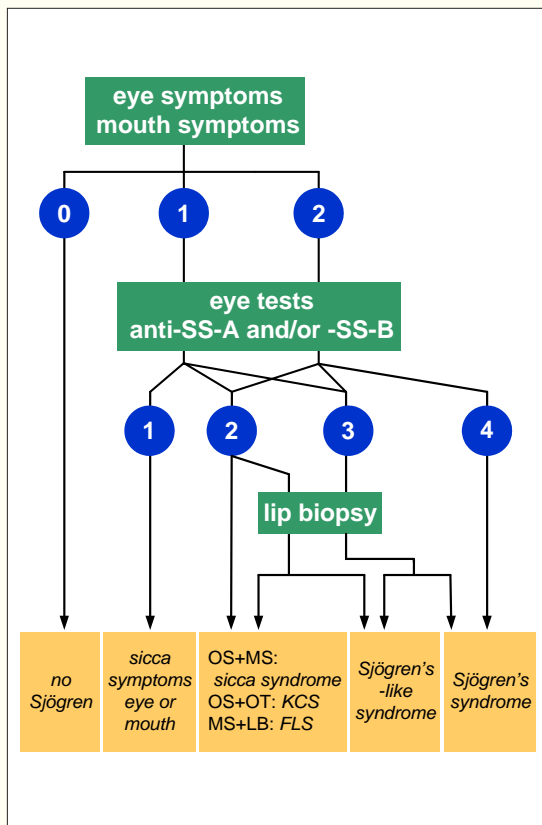 eye symptoms
mouth symptoms
0
1
2
eye tests
anti-SS-A and/or -SS-B
1
2
3
4
lip biopsy
no
Sjögren
sicca
symptoms
eye or
mouth
OS+MS:
sicca syndrome
OS+OT: KCS
MS+LB: FLS
Sjögren's
-like
syndrome
Sjögren's
syndrome